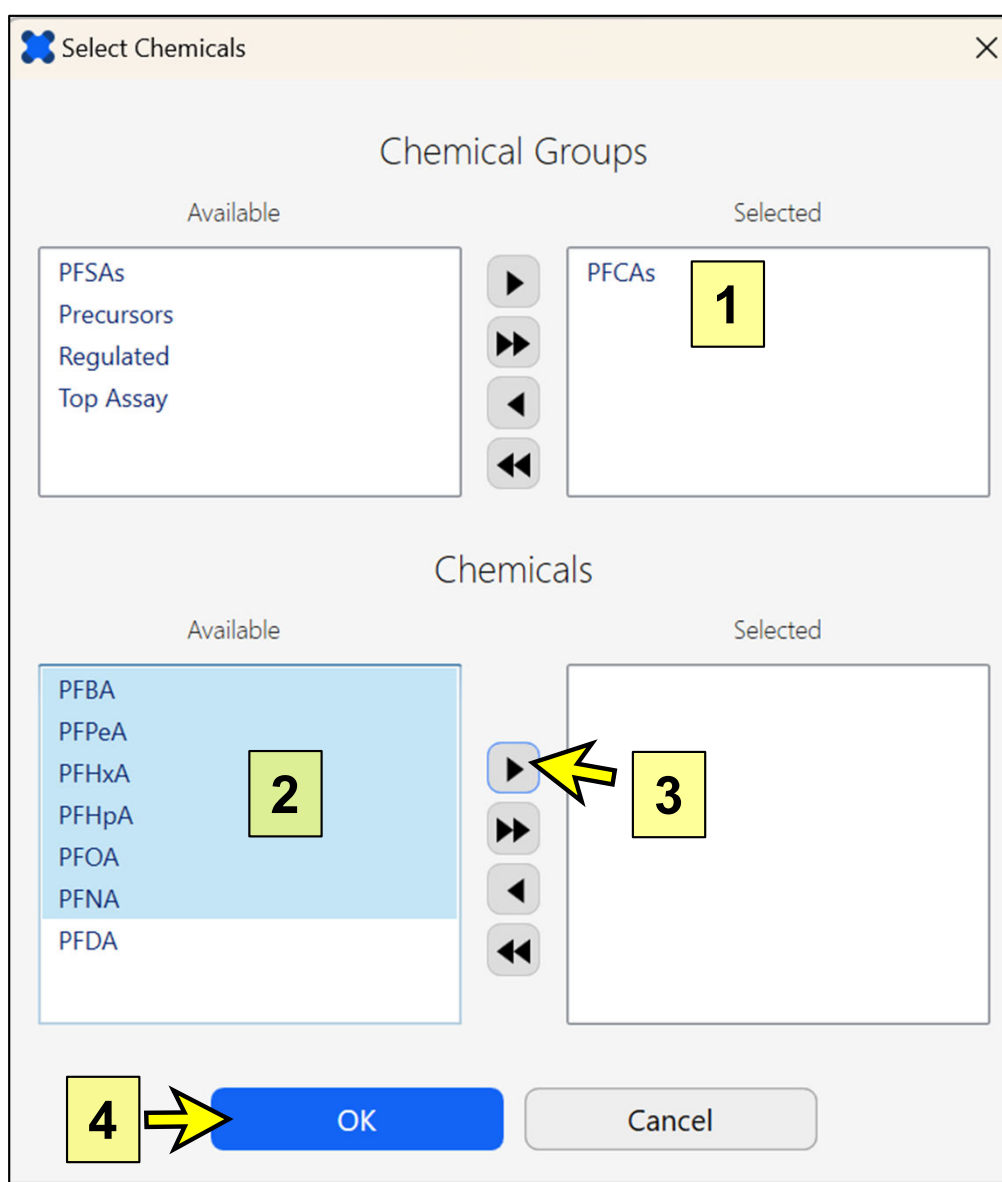 Select Chemicals
Chemical Groups
Available
Selected
PFSAs
Precursors
Regulated
Top Assay
PFCAs
1
Chemicals
Available
Selected
PFBA
PFPeA
PFHxA
PFHpA
PFOA
PFNA
PFDA
2
3
4
OK
Cancel